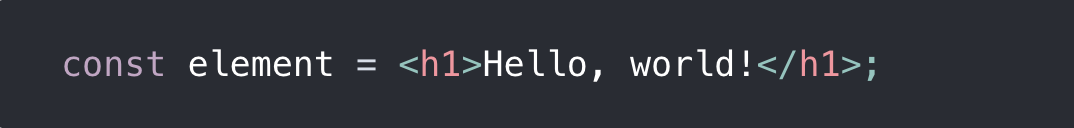 const element = <h1>Hello, world!</h1>;